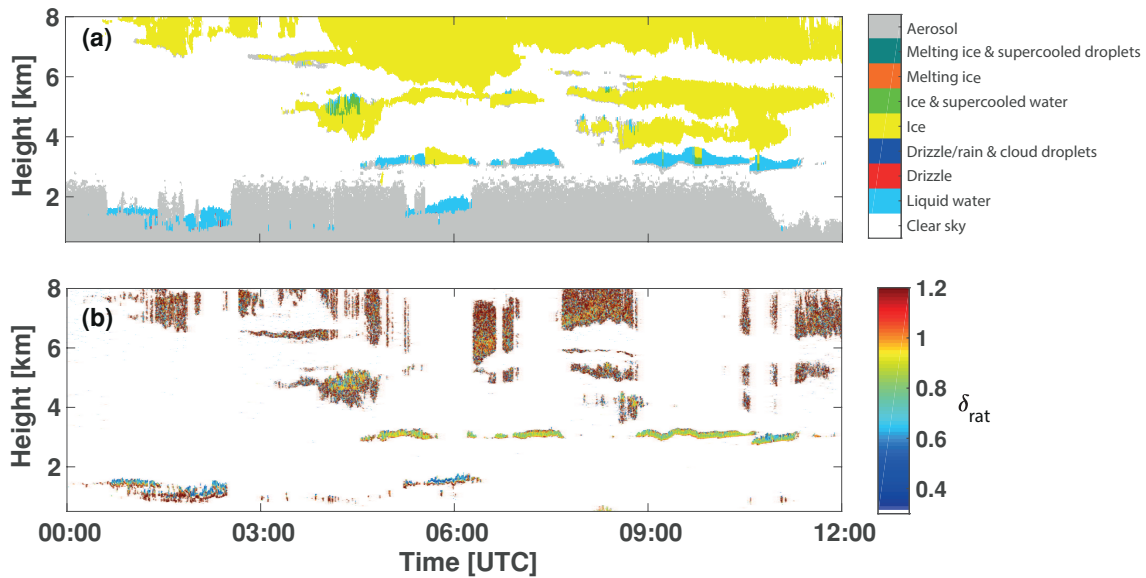 8
(a)
Height [km]
6
4
2
Aerosol
Melting ice & supercooled droplets
Melting ice
Ice & supercooled water
Ice
Drizzle/rain & cloud droplets
Drizzle
Liquid water
Clear sky
8
(b)
Height [km]
6
4
2
00:00 03:00 06:00 09:00 12:00
Time [UTC]
1.2
1
0.8
0.6
0.4
δrat